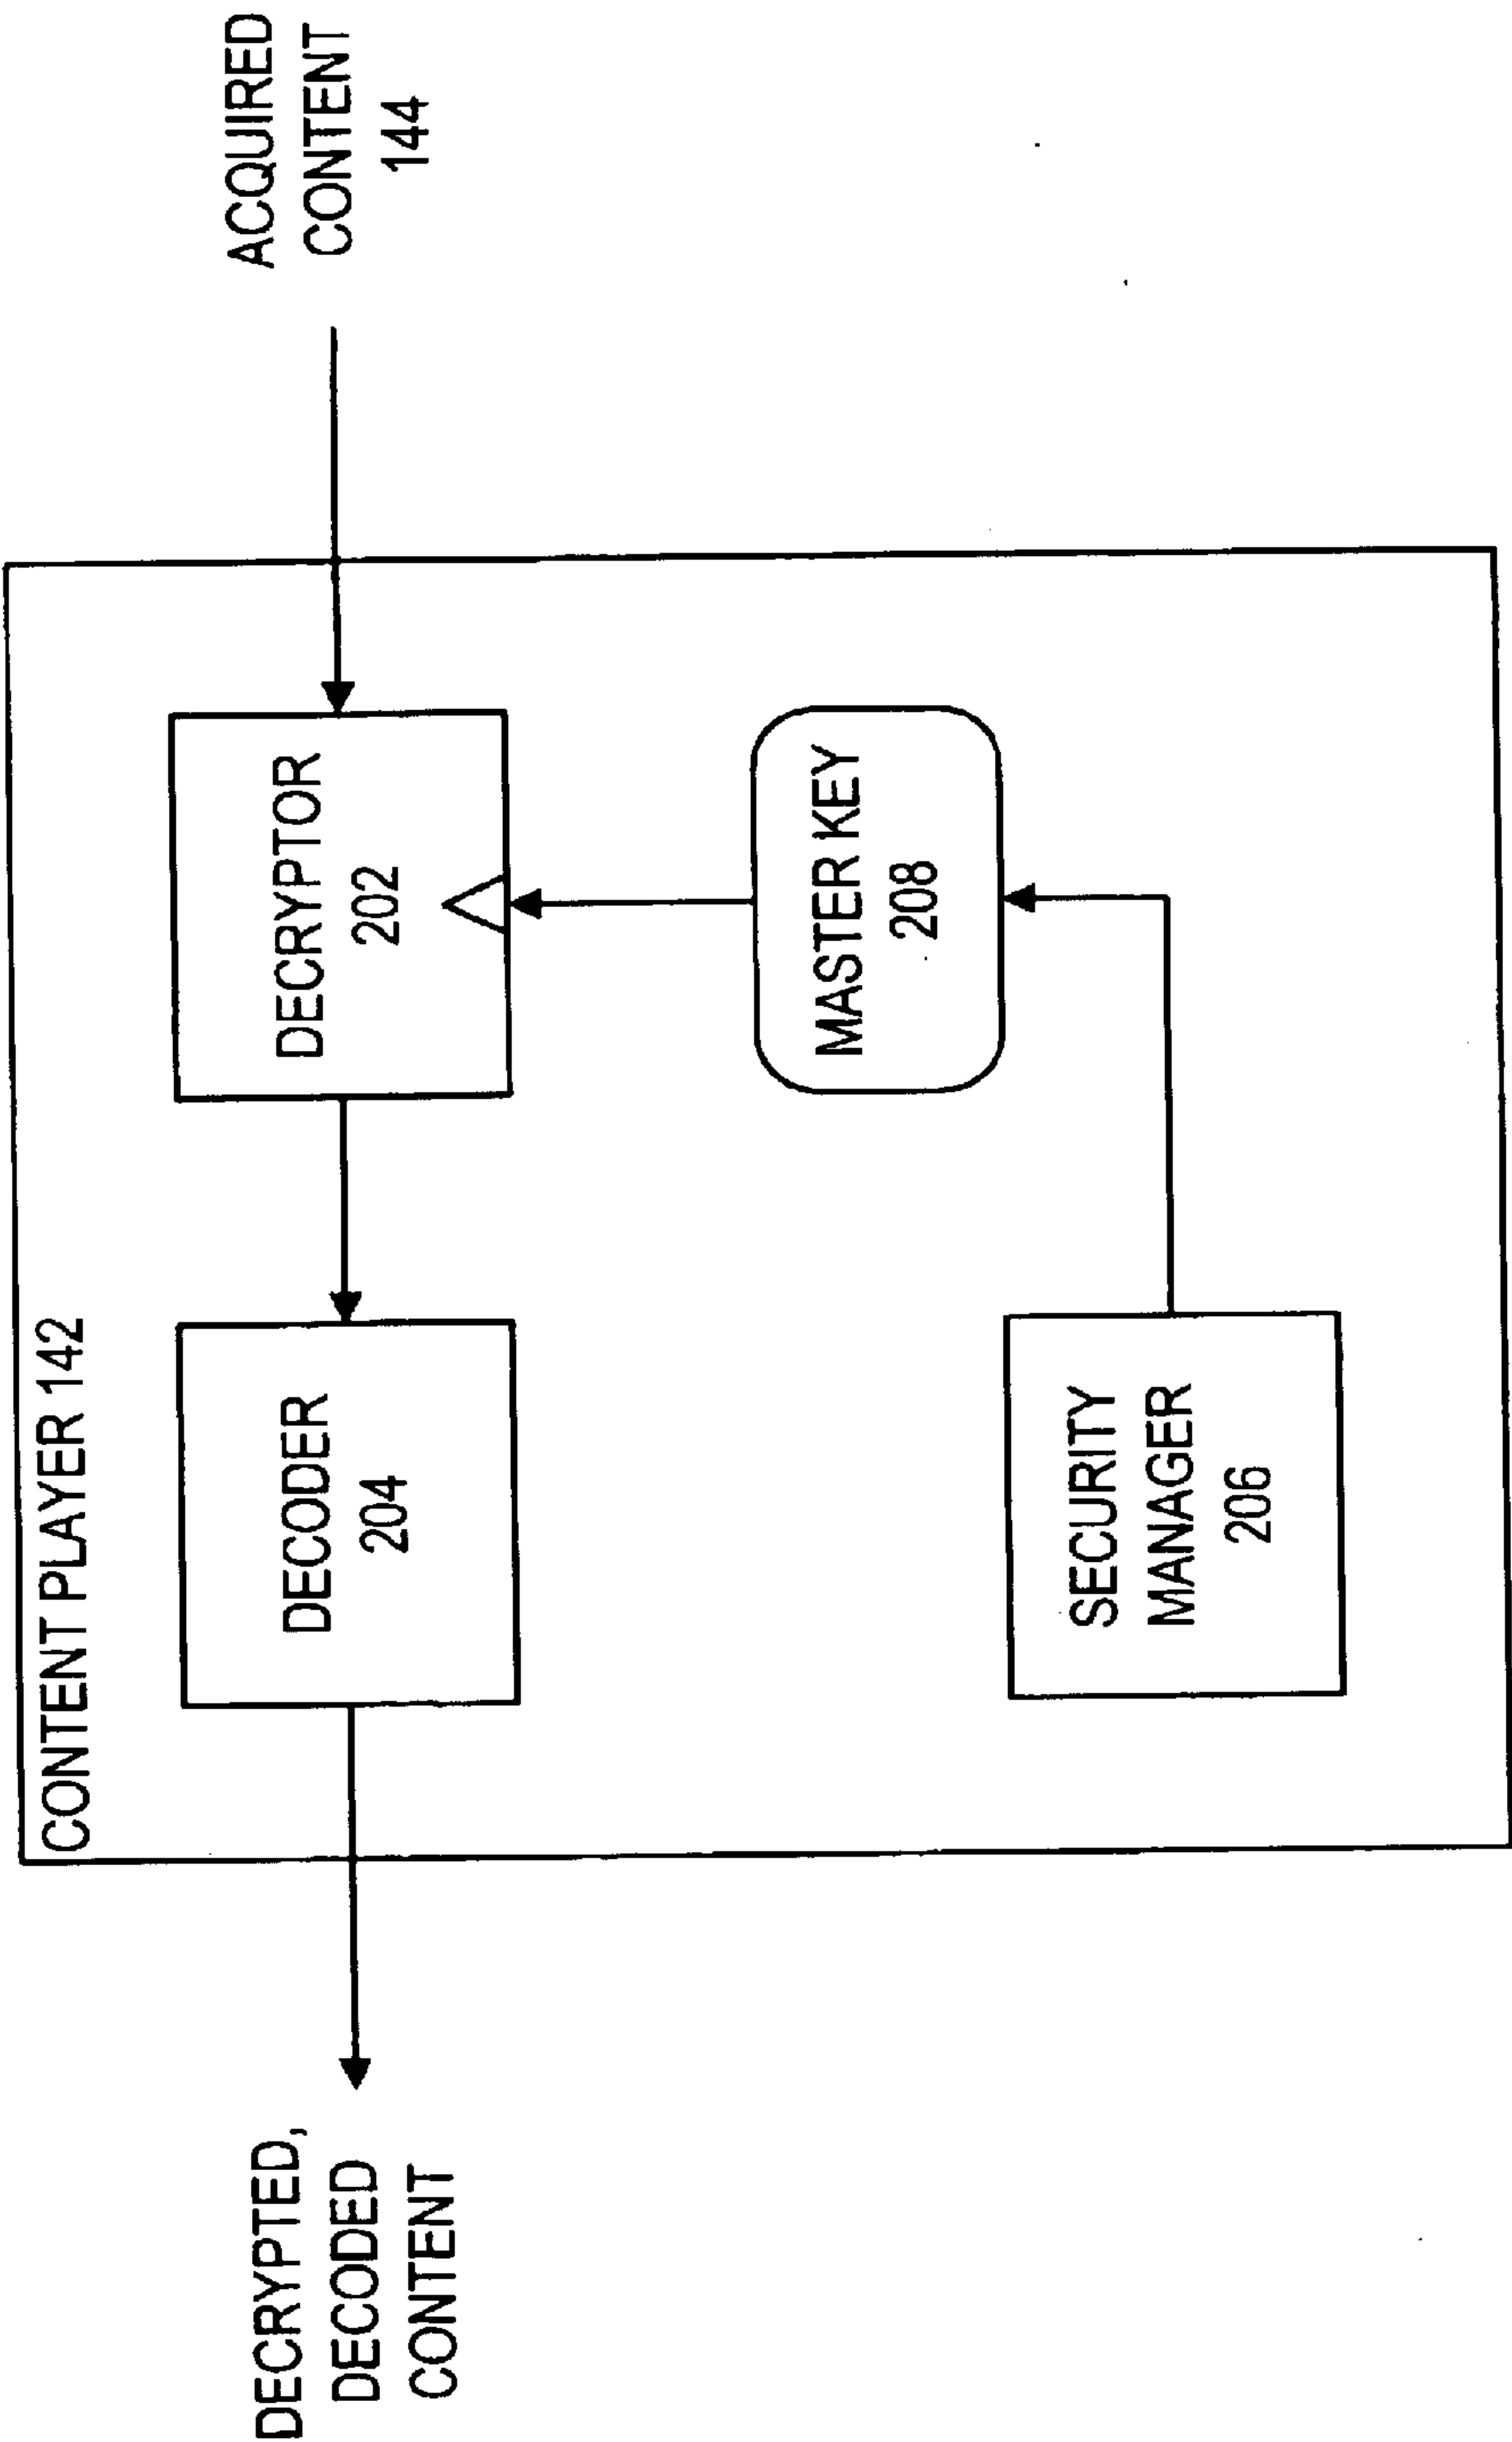 CONTENT PLAYER 142
DECRYPTED,
DECODED
CONTENT
DECODER
204
DECRYPTOR
202
ACQUIRED
CONTENT
144
MASTER KEY
208
SECURITY
MANAGER
206